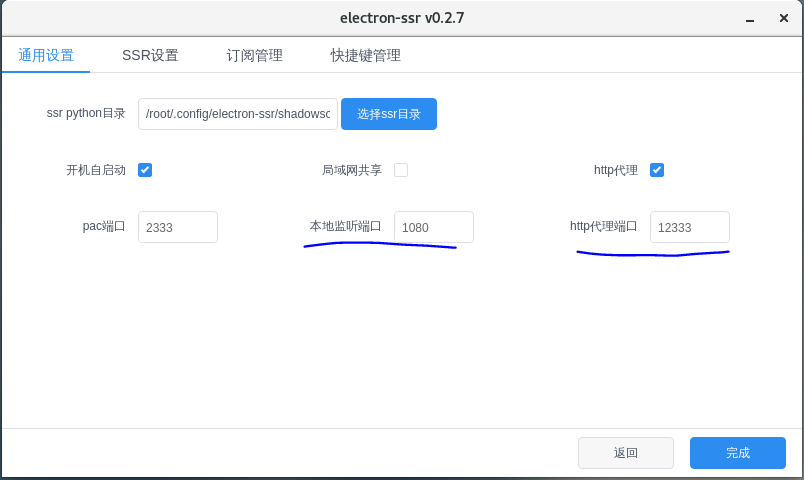 electron-ssr v0.2.7
通用设置 SSR设置 订阅管理 快捷键管理
ssr python目录 /root/.config/electron-ssr/shadowsc 选择ssr目录
开机自启动 局域网共享 http代理
pac端口 2333 本地监听端口 1080 http代理端口 12333
返回 完成